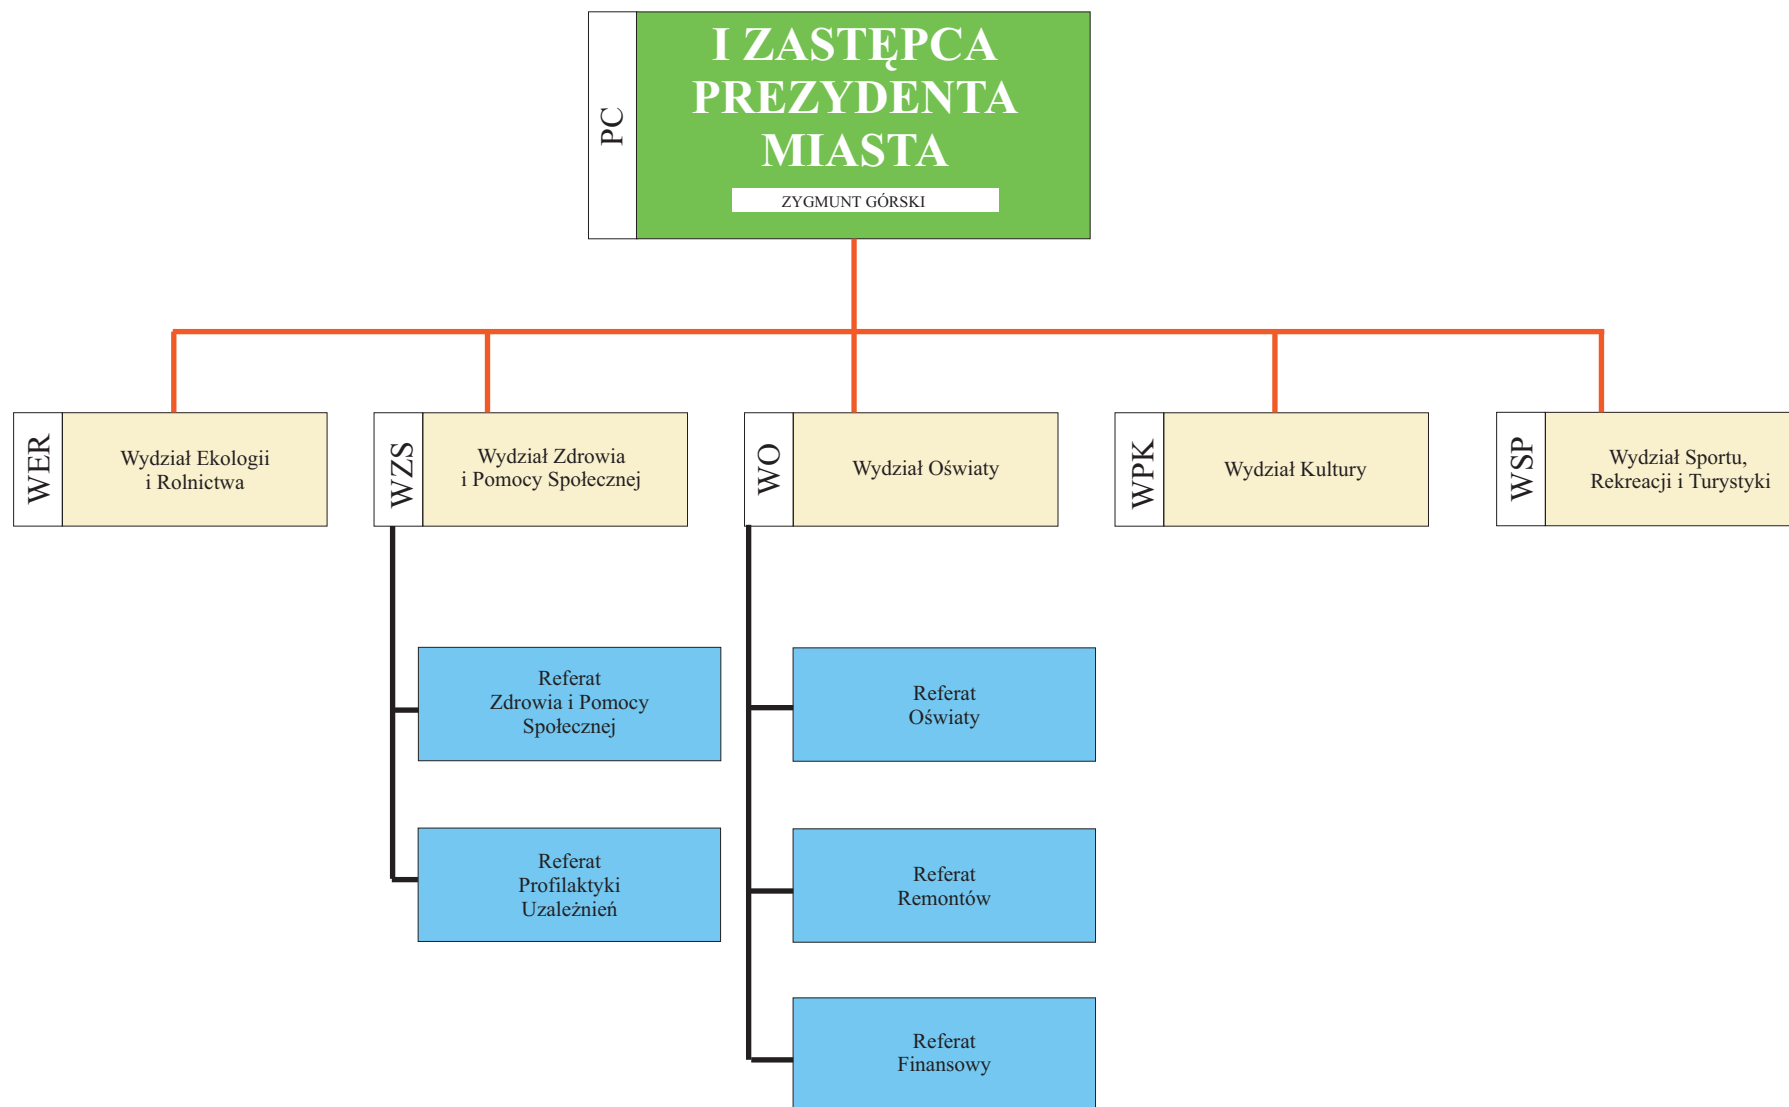 PC
I ZASTĘPCA
PREZYDENTA
MIASTA
ZYGMUNT GÓRSKI
WER
Wydział Ekologii
i Rolnictwa
WZS
Wydział Zdrowia
i Pomocy Społecznej
WO
Wydział Oświaty
WPK
Wydział Kultury
WSP
Wydział Sportu,
Rekreacji i Turystyki
Referat
Zdrowia i Pomocy
Społecznej
Referat
Profilaktyki
Uzależnień
Referat
Oświaty
Referat
Remontów
Referat
Finansowy